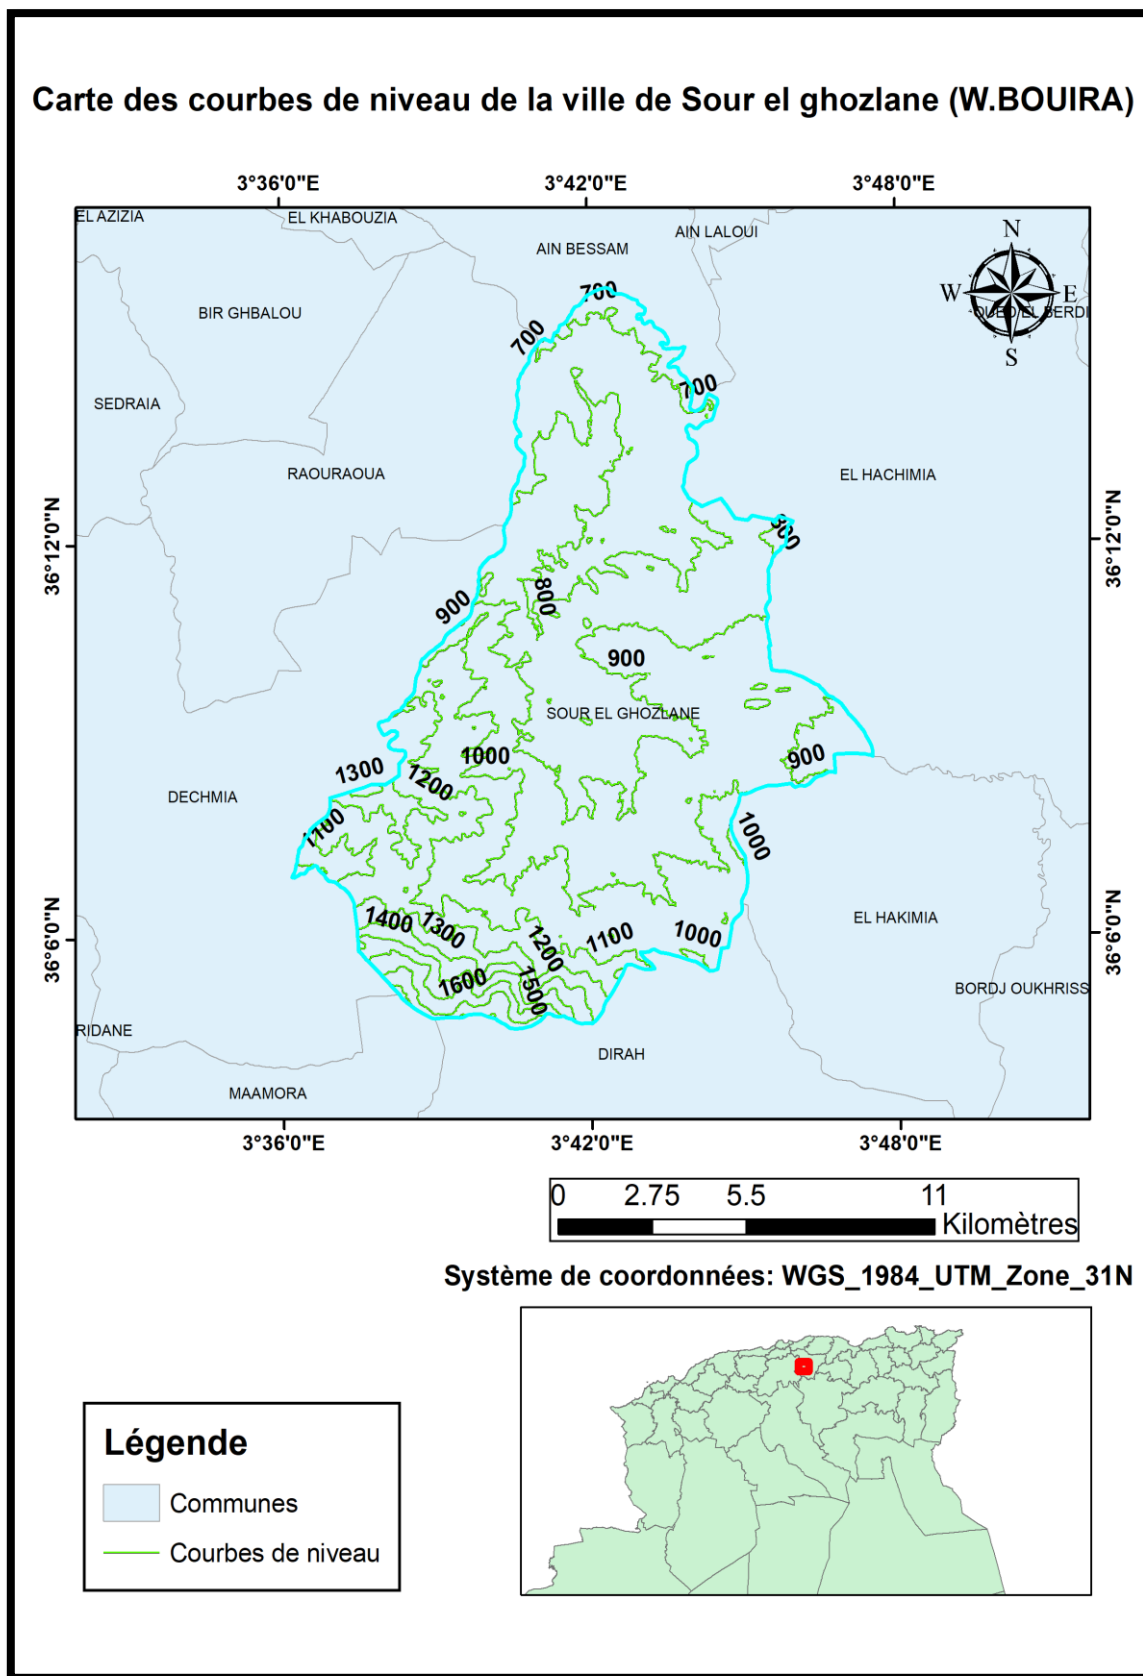 Carte des courbes de niveau de la ville de Sour el ghozlane (W.BOUIRA)
3°36'0"E 3°42'0"E 3°48'0"E
EL AZIZIA
EL KHABOUZIA
AIN LALOUI
AIN BESSAM
N
W E
S
700
BIR GHBALOU
OUED EL BERDI
700
700
SEDRAIA
RAOURAOUA
EL HACHIMIA
36°12'0"N
36°12'0"N
800
800
900
900
SOUR EL GHOZLANE
1000
900
1300
1200
DECHMIA
1100
1000
EL HAKIMIA
1400
1300
1200
1100
1000
36°6'0"N
36°6'0"N
1600
1500
BORDJ OUKHRISS
RIDANE
DIRAH
MAAMORA
3°36'0"E 3°42'0"E 3°48'0"E
0 2.75 5.5 11
Kilomètres
Système de coordonnées: WGS_1984_UTM_Zone_31N
Légende
Communes
Courbes de niveau